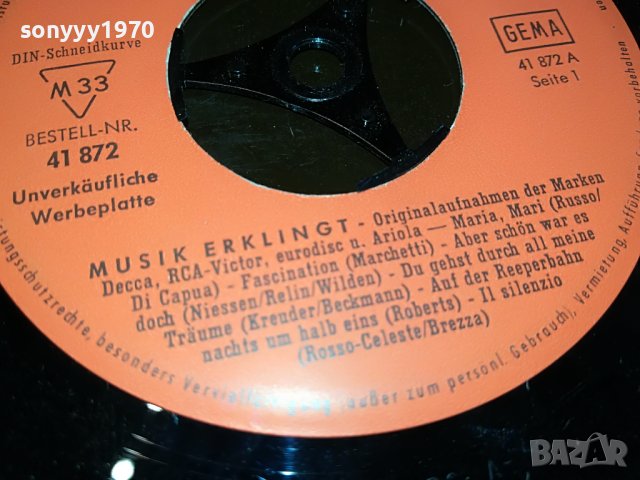 sonyyy1970
DIN-Schneidkurve
M 33
BESTELL-NR.
41 872
Unverkäufliche
Werbeplatte
GEMA
41 872 A
Seite 1
MUSIK ERKLINGT - Originalaufnahmen der Marken
Decca, RCA-Victor, eurodisc u. Ariola — Maria, Mari (Russo/
Di Capua) - Fascination (Marchetti) - Aber schön war es
doch (Niessen/Relin/Wilden) - Du gehst durch all meine
Träume (Kreuder/Beckmann) - Auf der Reeperbahn
nachts um halb eins (Roberts) - Il silenzio
(Rosso-Celeste/Brezza)
istungsschutzrechte, besonders außer zum persönl. Gebrauch), Vermietung, Aufführung vorbehalten
BAZAR